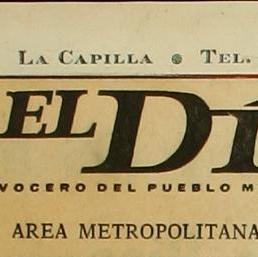 LA CAPILLA • TEL.
EL DÍ
VOCERO DEL PUEBLO M
AREA METROPOLITANA